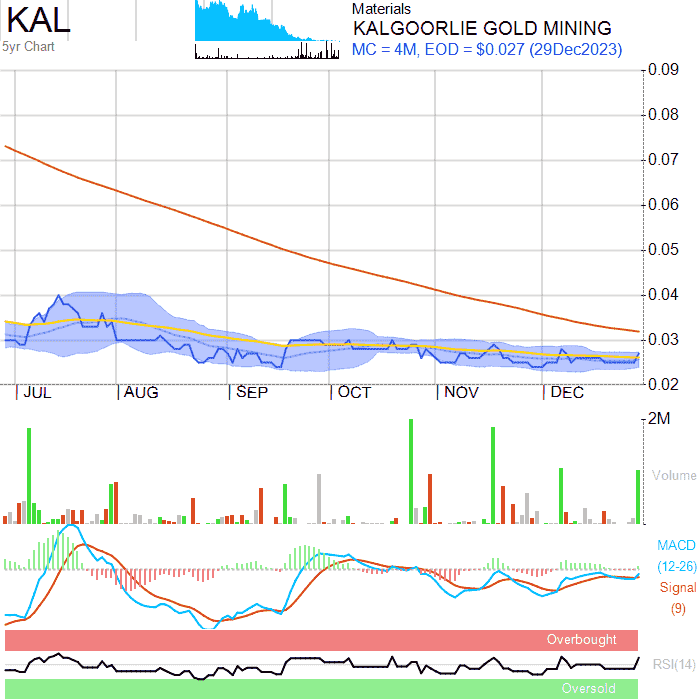 KAL
5yr Chart
Materials
KALGOORLIE GOLD MINING
MC = 4M, EOD = $0.027 (29Dec2023)
0.09
0.08
0.07
0.06
0.05
0.04
0.03
0.02
JUL AUG SEP OCT NOV DEC
2M
Volume
MACD
(12-26)
Signal
(9)
Overbought
RSI(14)
Oversold